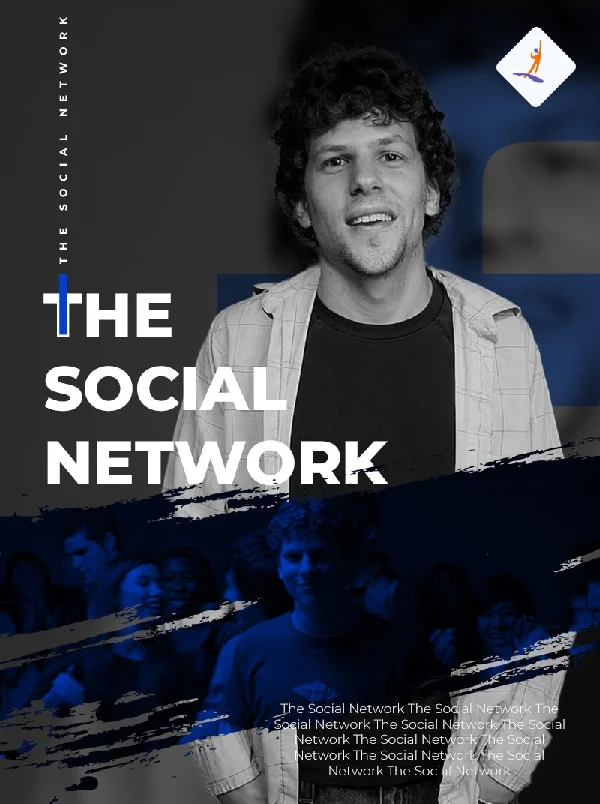 THE SOCIAL NETWORK
THE
SOCIAL
NETWORK
The Social Network The Social Network The
Social Network The Social Network The Social
Network The Social Network The Social
Network The Social Network The Social
Network The Social Network